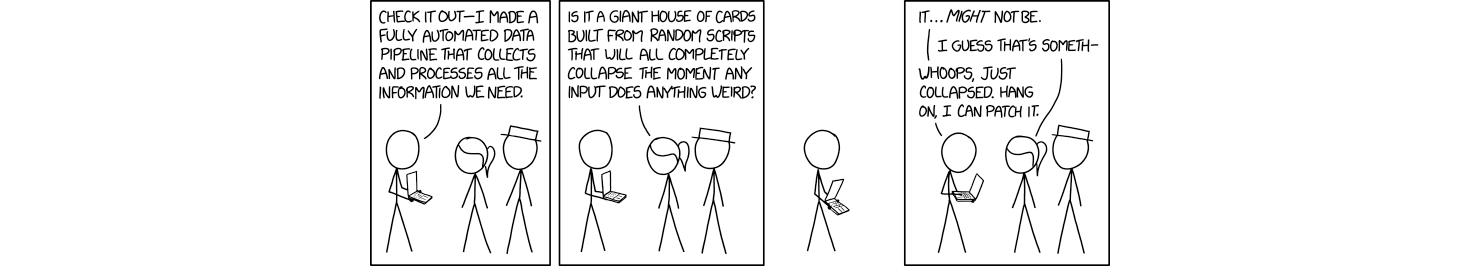 CHECK IT OUT—I MADE A
FULLY AUTOMATED DATA
PIPELINE THAT COLLECTS
AND PROCESSES ALL THE
INFORMATION WE NEED.
IS IT A GIANT HOUSE OF CARDS
BUILT FROM RANDOM SCRIPTS
THAT WILL ALL COMPLETELY
COLLAPSE THE MOMENT ANY
INPUT DOES ANYTHING WEIRD?
IT... MIGHT NOT BE.
I GUESS THAT'S SOMETH—
WHOOPS, JUST
COLLAPSED. HANG
ON, I CAN PATCH IT.